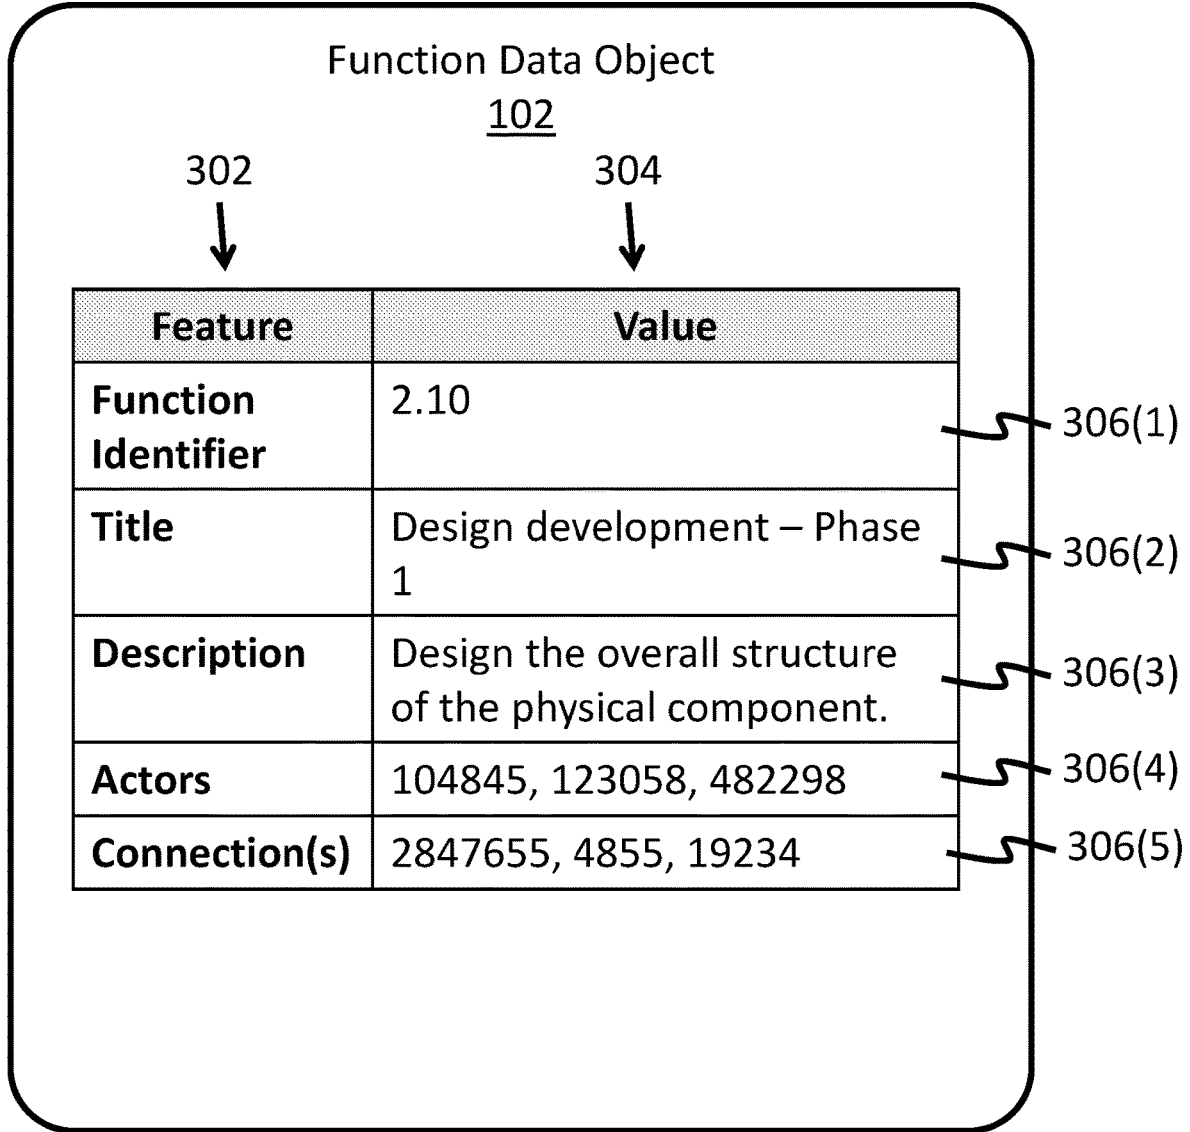 Function Data Object
102
302 304
Feature Value
Function 2.10
Identifier
306(1)
Title Design development – Phase
1
306(2)
Description Design the overall structure
of the physical component.
306(3)
Actors 104845, 123058, 482298 306(4)
Connection(s) 2847655, 4855, 19234 306(5)